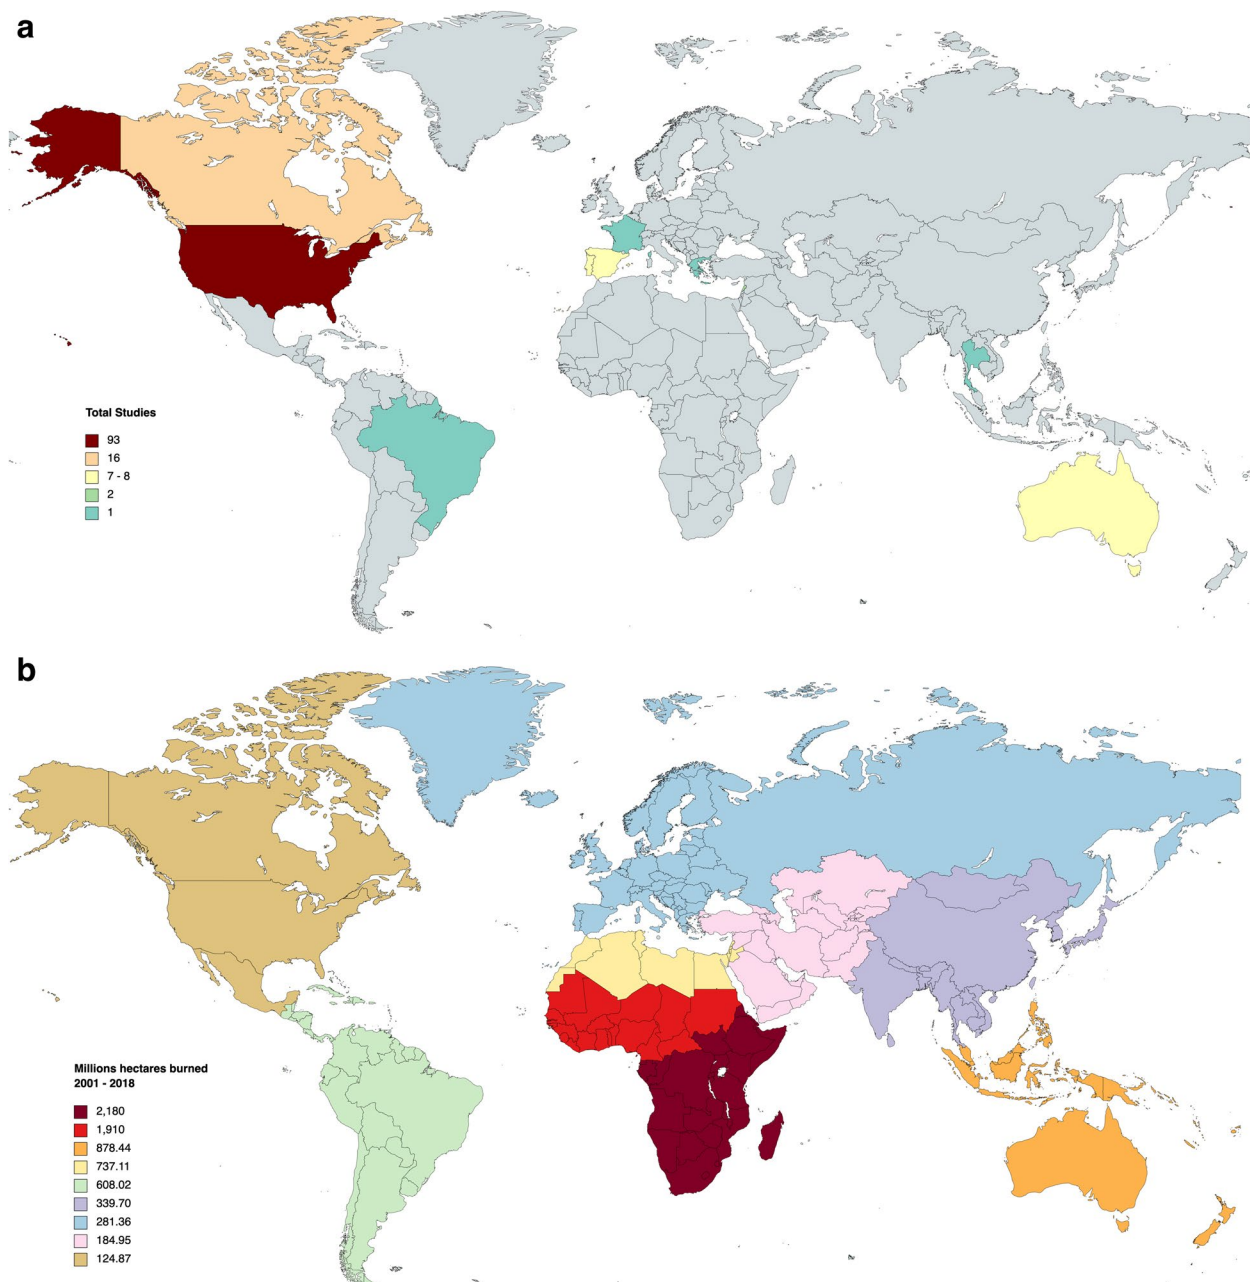 a
Total Studies
93
16
7 - 8
2
1
b
Millions hectares burned
2001 - 2018
2,180
1,910
878.44
737.11
608.02
339.70
281.36
184.95
124.87